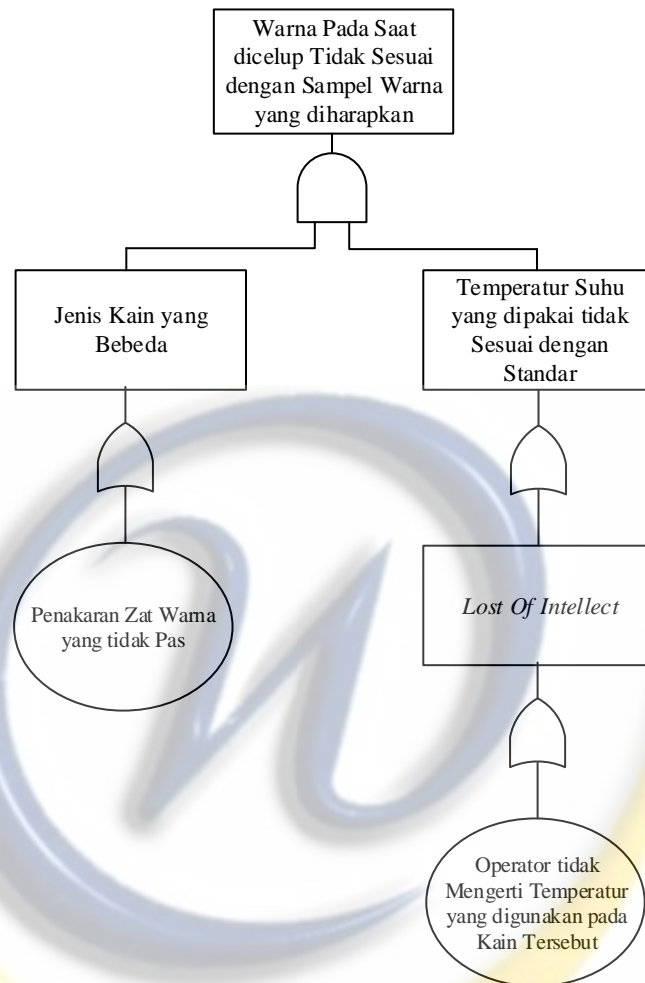 Warna Pada Saat
dicelup Tidak Sesuai
dengan Sampel Warna
yang diharapkan
Jenis Kain yang
Bebeda
Temperatur Suhu
yang dipakai tidak
Sesuai dengan
Standar
Penakaran Zat Warna
yang tidak Pas
Lost Of Intellect
Operator tidak
Mengerti Temperatur
yang digunakan pada
Kain Tersebut